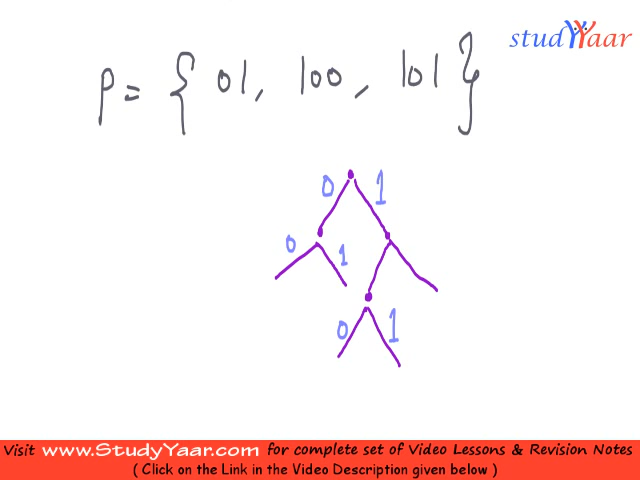 studYYaar
P = { 01, 100, 101 }
0 1
0 1
0 1
Visit www.StudyYaar.com for complete set of Video Lessons & Revision Notes
( Click on the Link in the Video Description given below )